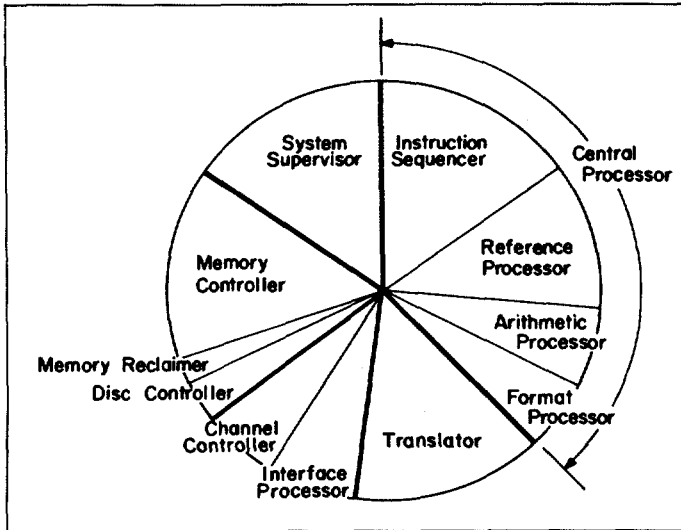 System
Supervisor
Instruction
Sequencer
Central
Processor
Reference
Processor
Memory
Controller
Arithmetic
Processor
Memory Reclaimer
Disc Controller
Format
Processor
Channel
Controller
Translator
Interface
Processor